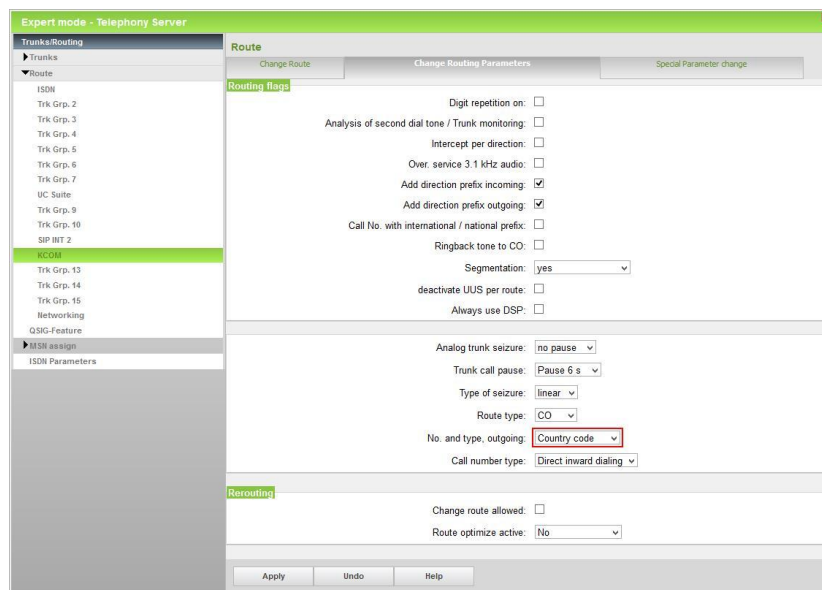 Expert mode - Telephony Server
Trunks/Routing
Trunks
Route
ISDN
Trk Grp. 2
Trk Grp. 3
Trk Grp. 4
Trk Grp. 5
Trk Grp. 6
Trk Grp. 7
UC Suite
Trk Grp. 9
Trk Grp. 10
SIP INT 2
KCOM
Trk Grp. 13
Trk Grp. 14
Trk Grp. 15
Networking
QSIG-Feature
MSN assign
ISDN Parameters
Route
Change Route Change Routing Parameters Special Parameter change
Routing flags
Digit repetition on:
Analysis of second dial tone / Trunk monitoring:
Intercept per direction:
Over. service 3.1 kHz audio:
Add direction prefix incoming:
Add direction prefix outgoing:
Call No. with international / national prefix:
Ringback tone to CO:
Segmentation: yes
deactivate UUS per route:
Always use DSP:
Analog trunk seizure: no pause
Trunk call pause: Pause 6 s
Type of seizure: linear
Route type: CO
No. and type, outgoing: Country code
Call number type: Direct inward dialing
Rerouting
Change route allowed:
Route optimize active: No
Apply Undo Help